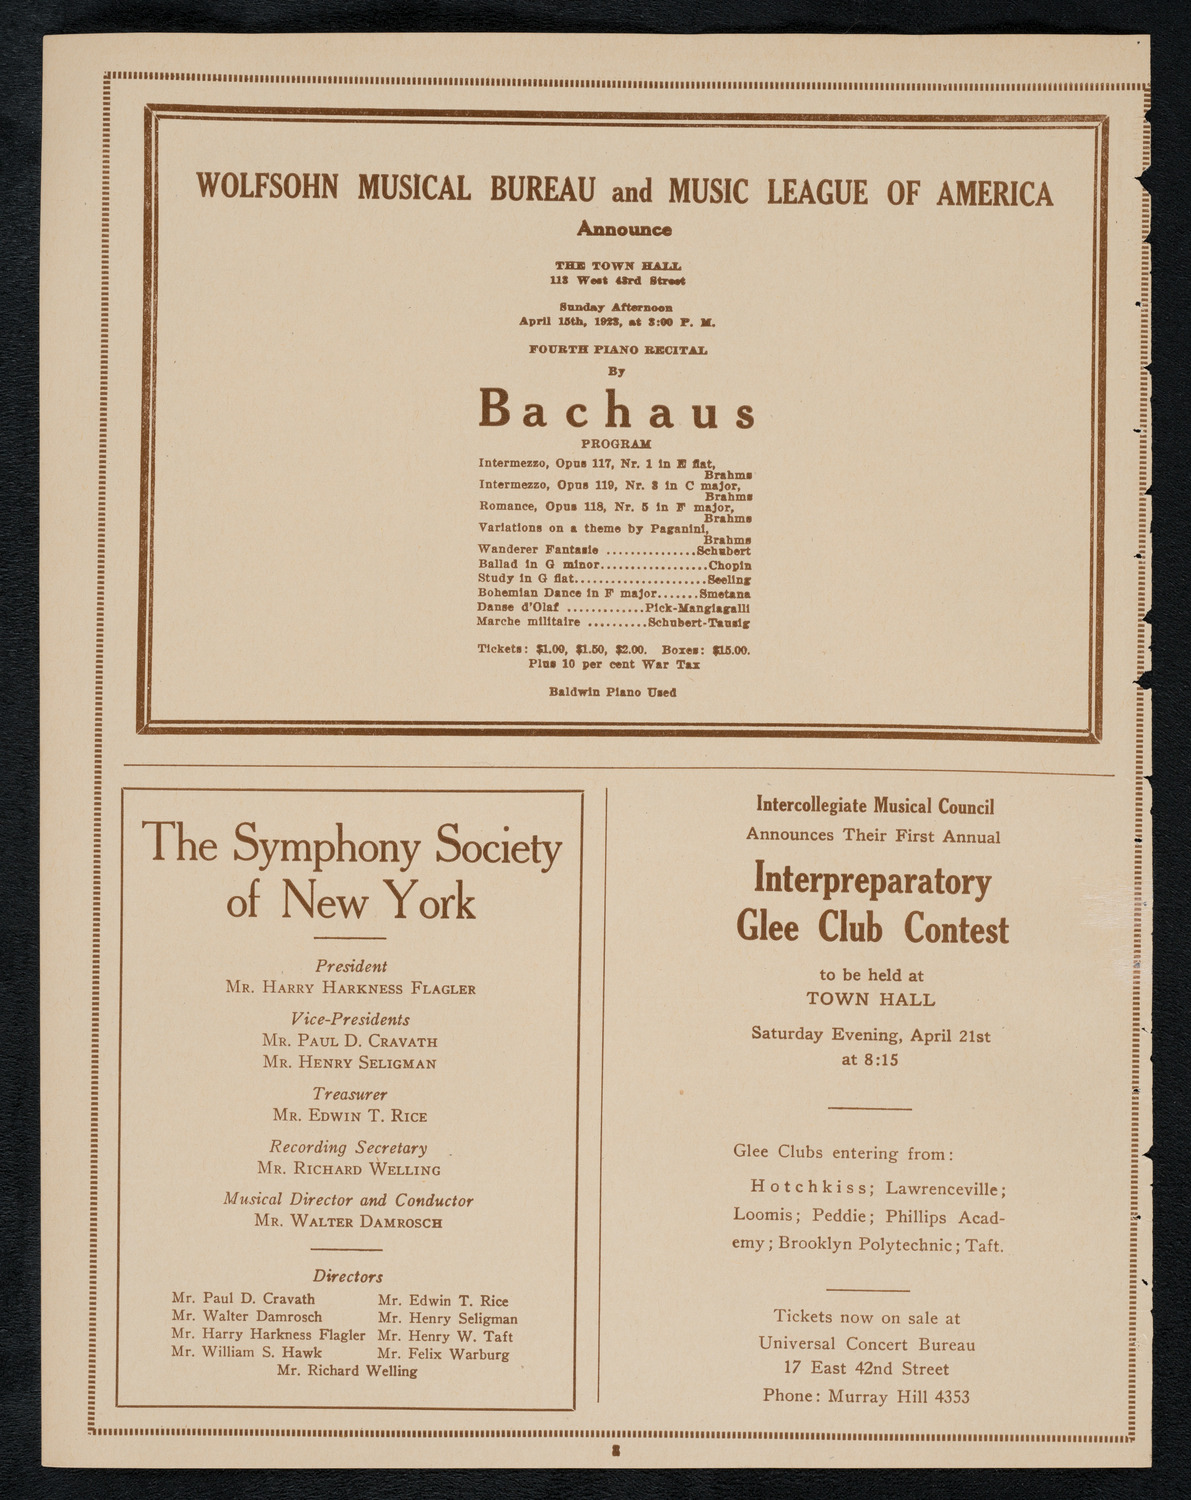 WOLFSOHN MUSICAL BUREAU and MUSIC LEAGUE OF AMERICA
Announce
THE TOWN HALL
113 West 43rd Street
Sunday Afternoon
April 15th, 1923, at 3:00 P. M.
FOURTH PIANO RECITAL
By
Bachaus
PROGRAM
Intermezzo, Opus 117, Nr. 1 in E flat,
Brahms
Intermezzo, Opus 119, Nr. 3 in C major,
Brahms
Romance, Opus 118, Nr. 5 in F major,
Brahms
Variations on a theme by Paganini,
Brahms
Wanderer Fantasie ...............Schubert
Ballad in G minor..................Chopin
Study in G flat......................Seeling
Bohemian Dance in F major.......Smetana
Danse d'Olaf .............Pick-Mangiagalli
Marche militaire ..........Schubert-Tausig
Tickets: $1.00, $1.50, $2.00. Boxes: $15.00.
Plus 10 per cent War Tax
Baldwin Piano Used
The Symphony Society
of New York
President
MR. HARRY HARKNESS FLAGLER
Vice-Presidents
MR. PAUL D. CRAVATH
MR. HENRY SELIGMAN
Treasurer
MR. EDWIN T. RICE
Recording Secretary
MR. RICHARD WELLING
Musical Director and Conductor
MR. WALTER DAMROSCH
Directors
Mr. Paul D. Cravath Mr. Edwin T. Rice
Mr. Walter Damrosch Mr. Henry Seligman
Mr. Harry Harkness Flagler Mr. Henry W. Taft
Mr. William S. Hawk Mr. Felix Warburg
Mr. Richard Welling
Intercollegiate Musical Council
Announces Their First Annual
Interpreparatory
Glee Club Contest
to be held at
TOWN HALL
Saturday Evening, April 21st
at 8:15
Glee Clubs entering from:
Hotchkiss; Lawrenceville;
Loomis; Peddie; Phillips Acad-
emy; Brooklyn Polytechnic; Taft.
Tickets now on sale at
Universal Concert Bureau
17 East 42nd Street
Phone: Murray Hill 4353